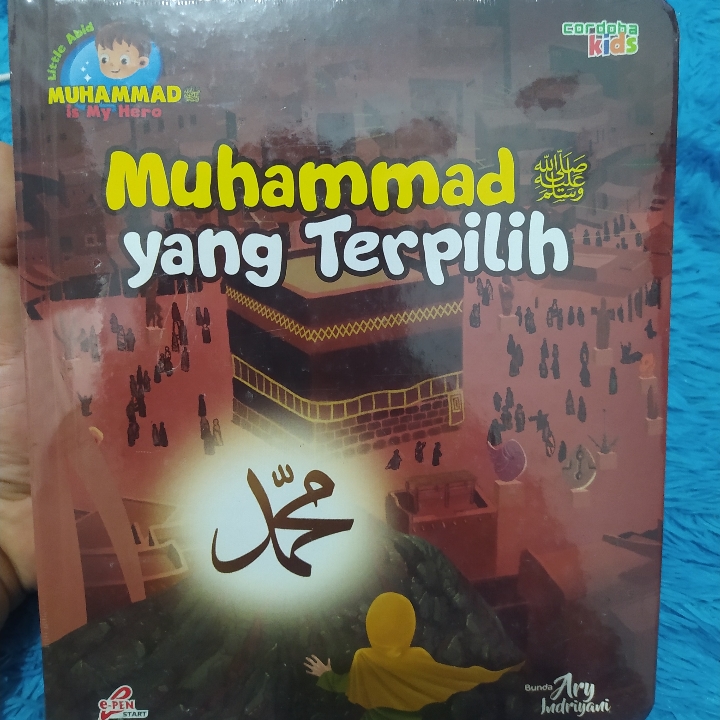 Little Abid
MUHAMMAD ﷺ
is My Hero
cordoba
kids
Muhammad ﷺ
yang Terpilih
محمد
e-PEN
START
Bunda Ary
Indriyani